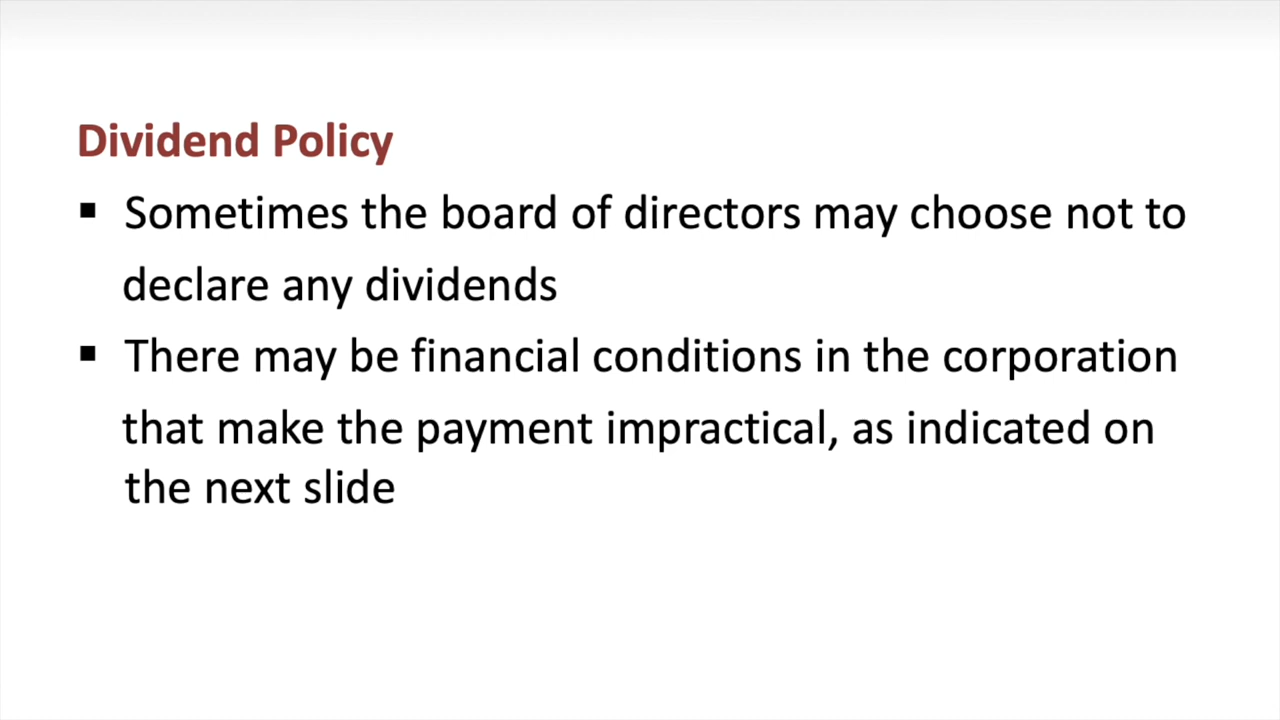 Dividend Policy
▪ Sometimes the board of directors may choose not to
declare any dividends
▪ There may be financial conditions in the corporation
that make the payment impractical, as indicated on
the next slide